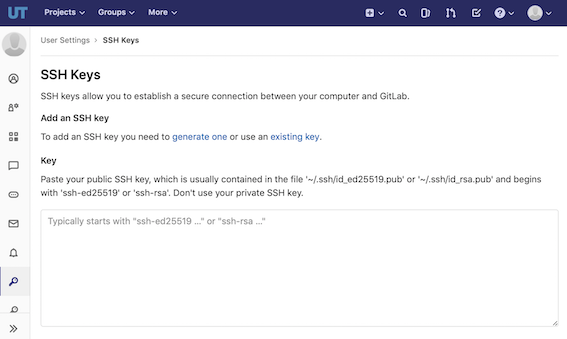 UT Projects Groups More
User Settings > SSH Keys
SSH Keys
SSH keys allow you to establish a secure connection between your computer and GitLab.
Add an SSH key
To add an SSH key you need to generate one or use an existing key.
Key
Paste your public SSH key, which is usually contained in the file '~/.ssh/id_ed25519.pub' or '~/.ssh/id_rsa.pub' and begins
with 'ssh-ed25519' or 'ssh-rsa'. Don't use your private SSH key.
Typically starts with "ssh-ed25519 ..." or "ssh-rsa ..."